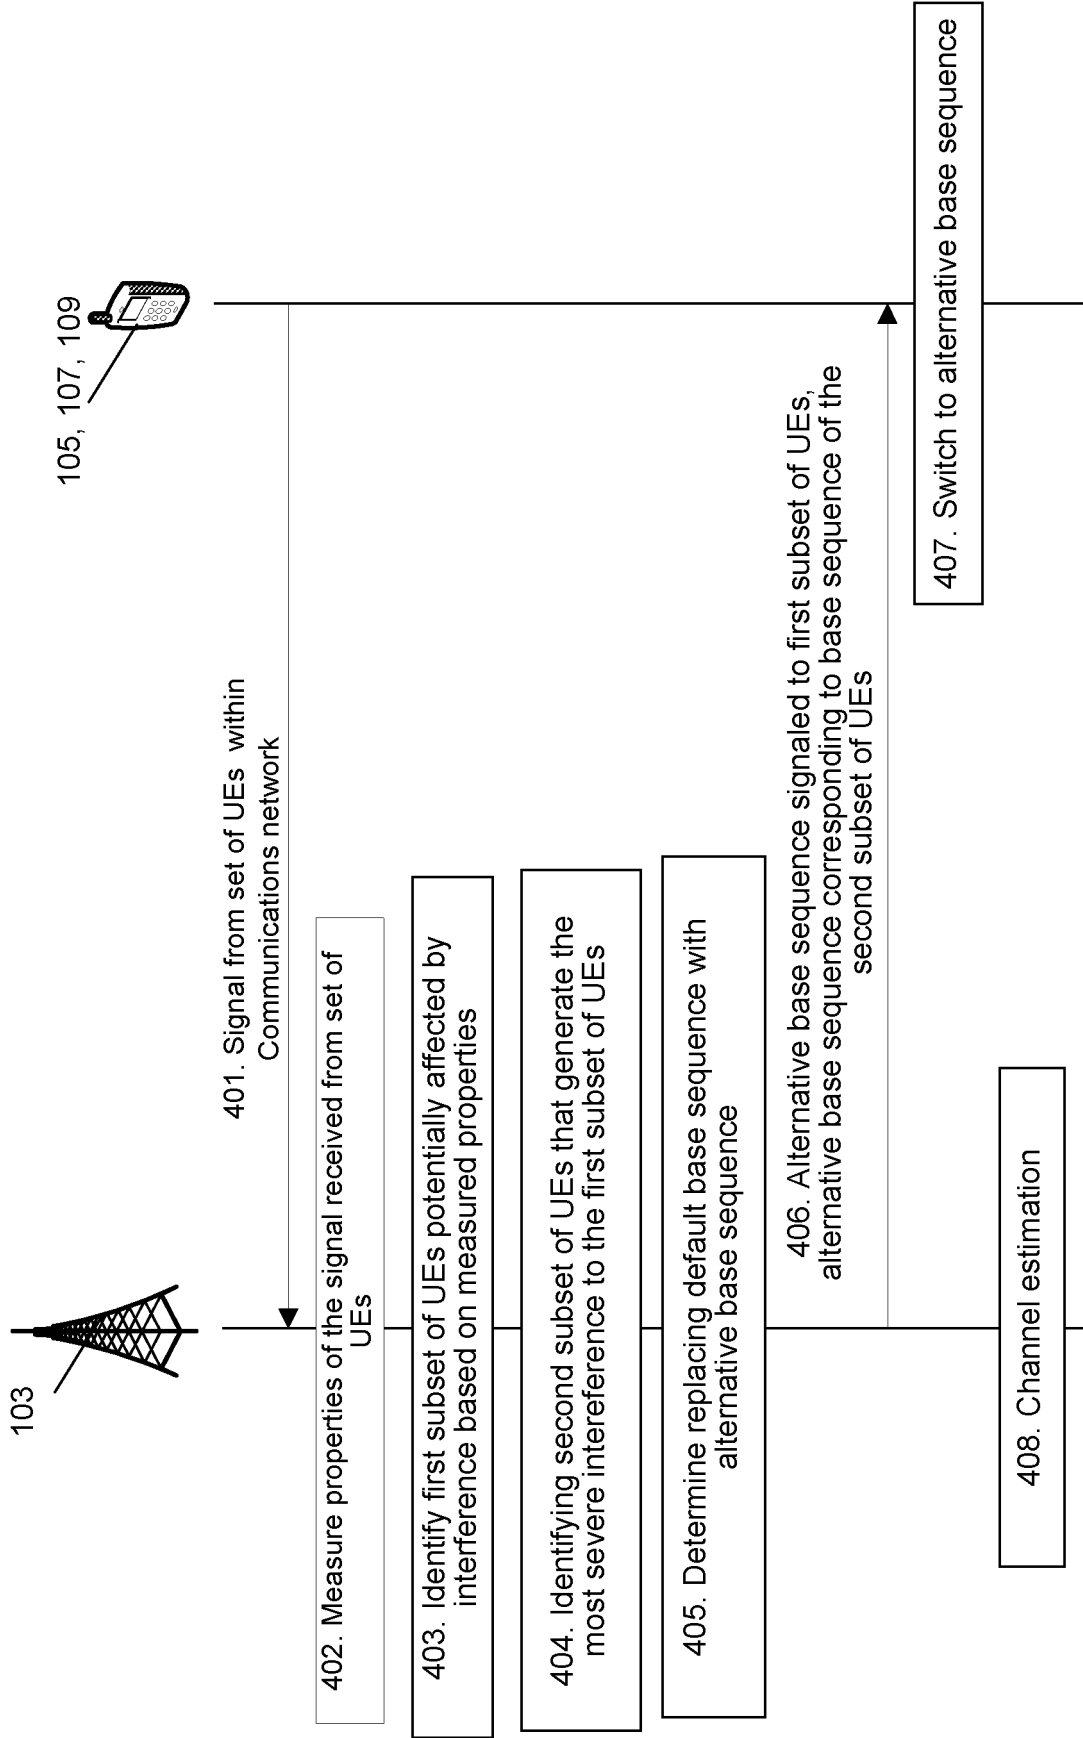 103
105, 107, 109
401. Signal from set of UEs within
Communications network
402. Measure properties of the signal received from set of
UEs
403. Identify first subset of UEs potentially affected by
interference based on measured properties
404. Identifying second subset of UEs that generate the
most severe intereference to the first subset of UEs
405. Determine replacing default base sequence with
alternative base sequence
406. Alternative base sequence signaled to first subset of UEs,
alternative base sequence corresponding to base sequence of the
second subset of UEs
407. Switch to alternative base sequence
408. Channel estimation